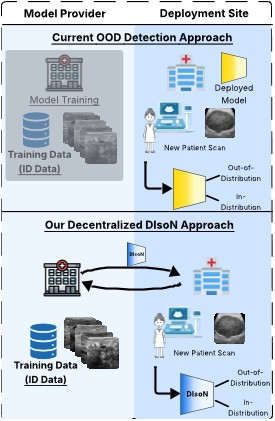 Model Provider
Deployment Site
Current OOD Detection Approach
Model Training
Training Data
(ID Data)
Deployed
Model
New Patient Scan
Out-of-
Distribution
In-
Distribution
Our Decentralized DIsoN Approach
DIsoN
Training Data
(ID Data)
New Patient Scan
DIsoN
Out-of-
Distribution
In-
Distribution